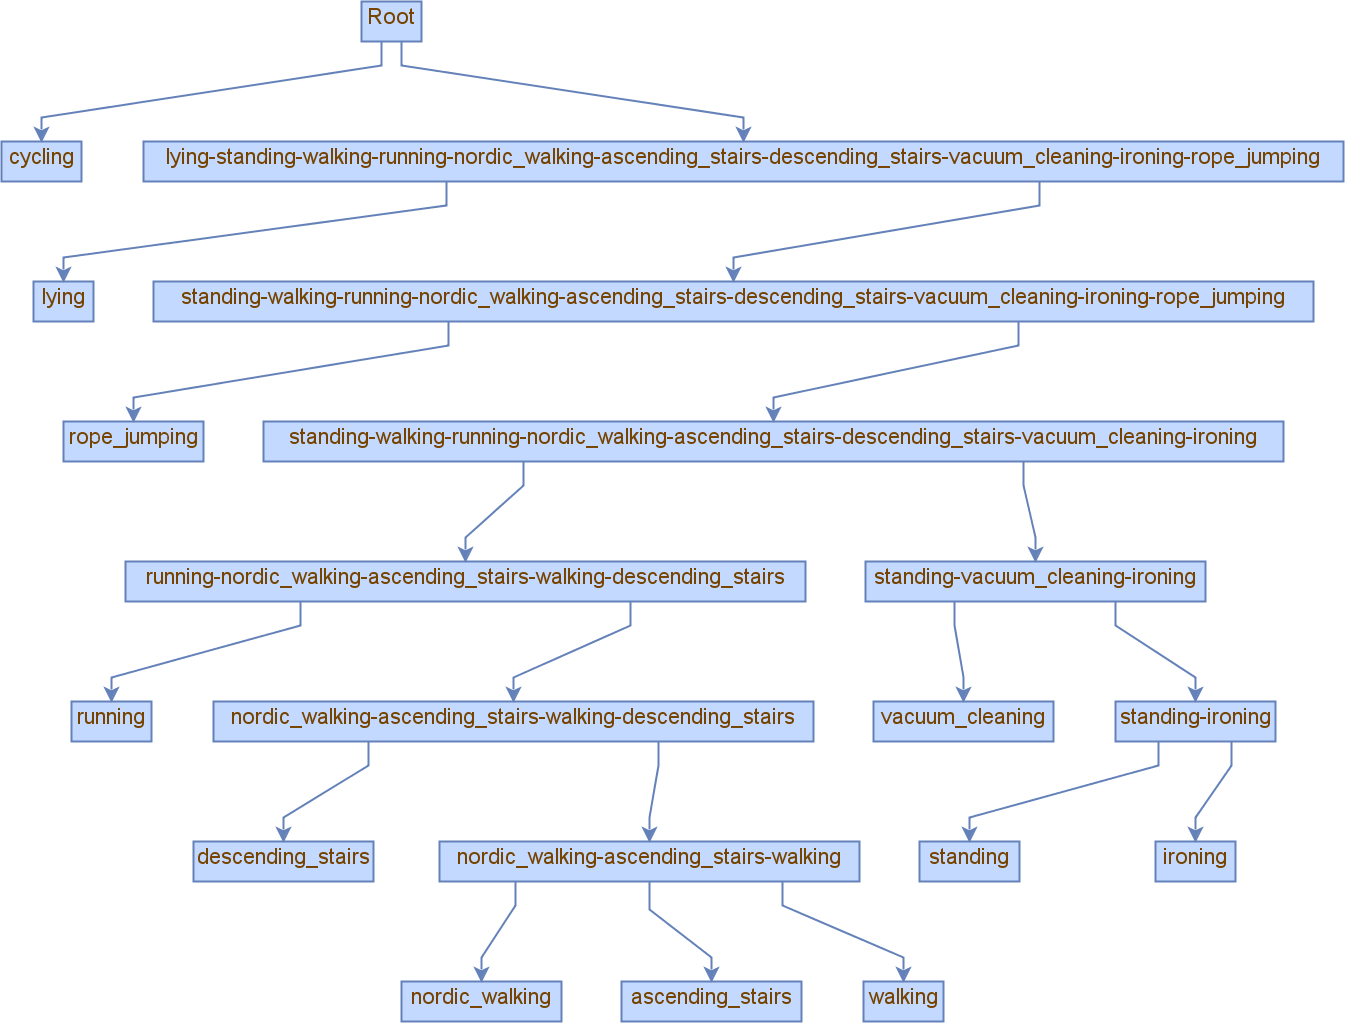 Root
cycling
lying-standing-walking-running-nordic_walking-ascending_stairs-descending_stairs-vacuum_cleaning-ironing-rope_jumping
lying
standing-walking-running-nordic_walking-ascending_stairs-descending_stairs-vacuum_cleaning-ironing-rope_jumping
rope_jumping
standing-walking-running-nordic_walking-ascending_stairs-descending_stairs-vacuum_cleaning-ironing
running-nordic_walking-ascending_stairs-walking-descending_stairs
standing-vacuum_cleaning-ironing
running
nordic_walking-ascending_stairs-walking-descending_stairs
vacuum_cleaning
standing-ironing
descending_stairs
nordic_walking-ascending_stairs-walking
standing
ironing
nordic_walking
ascending_stairs
walking